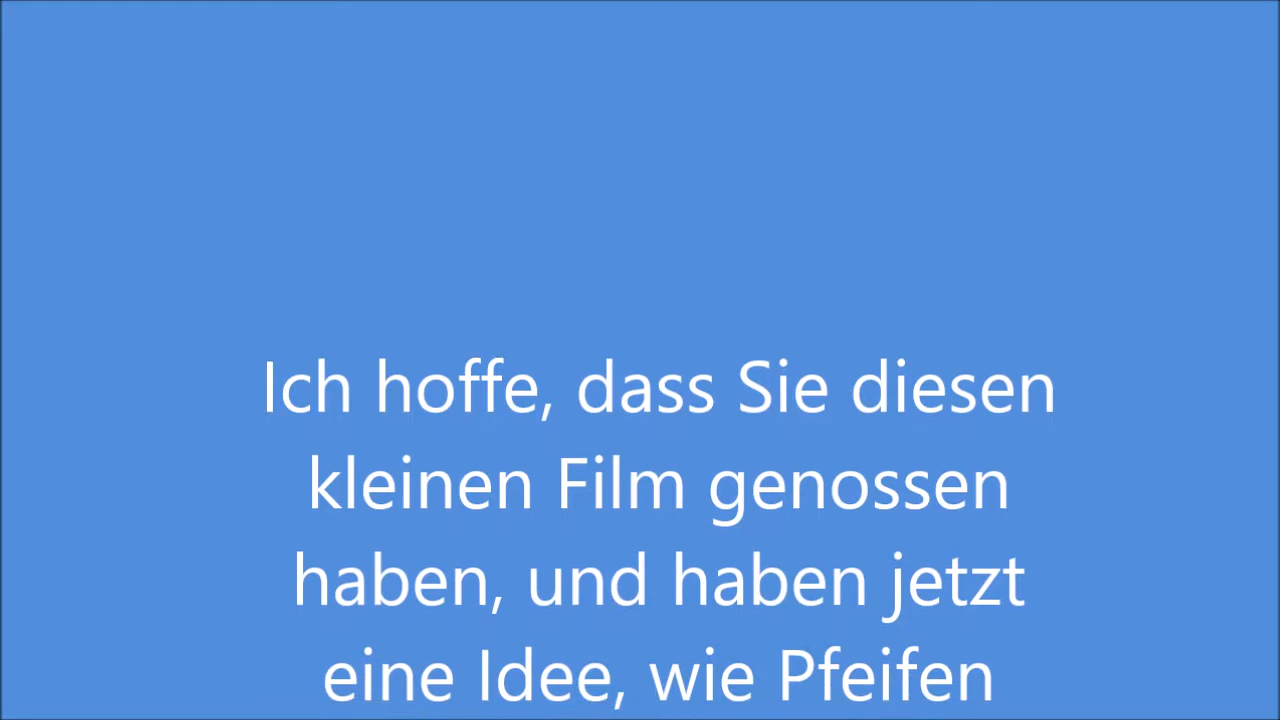 Ich hoffe, dass Sie diesen
kleinen Film genossen
haben, und haben jetzt
eine Idee, wie Pfeifen